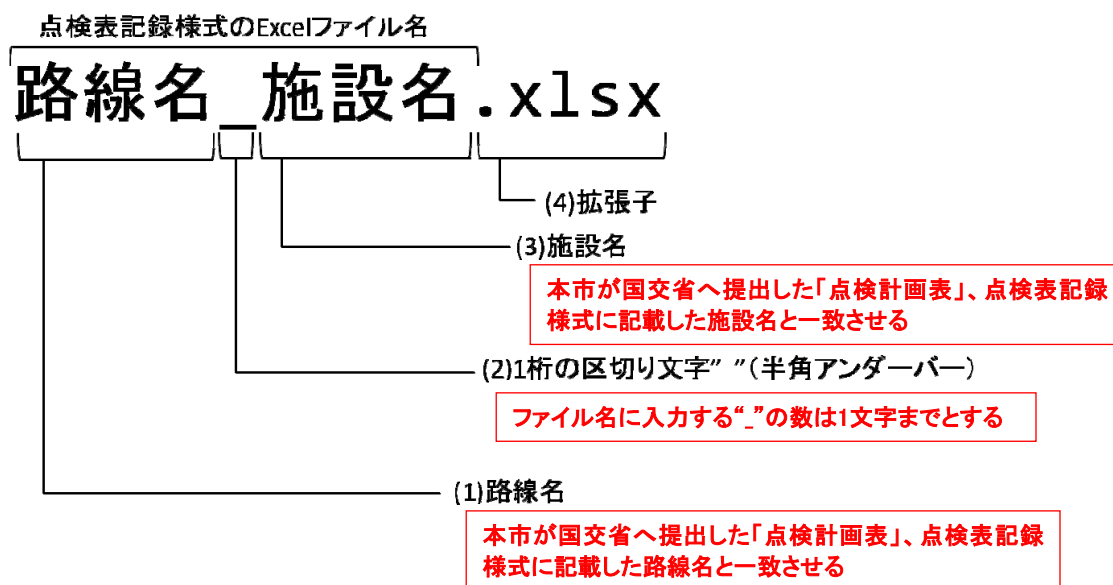 点検表記録様式のExcelファイル名
路線名_施設名.xlsx
(4)拡張子
(3)施設名
本市が国交省へ提出した「点検計画表」、点検表記録
様式に記載した施設名と一致させる
(2)1桁の区切り文字” ”(半角アンダーバー)
ファイル名に入力する“_”の数は1文字までとする
(1)路線名
本市が国交省へ提出した「点検計画表」、点検表記録
様式に記載した路線名と一致させる